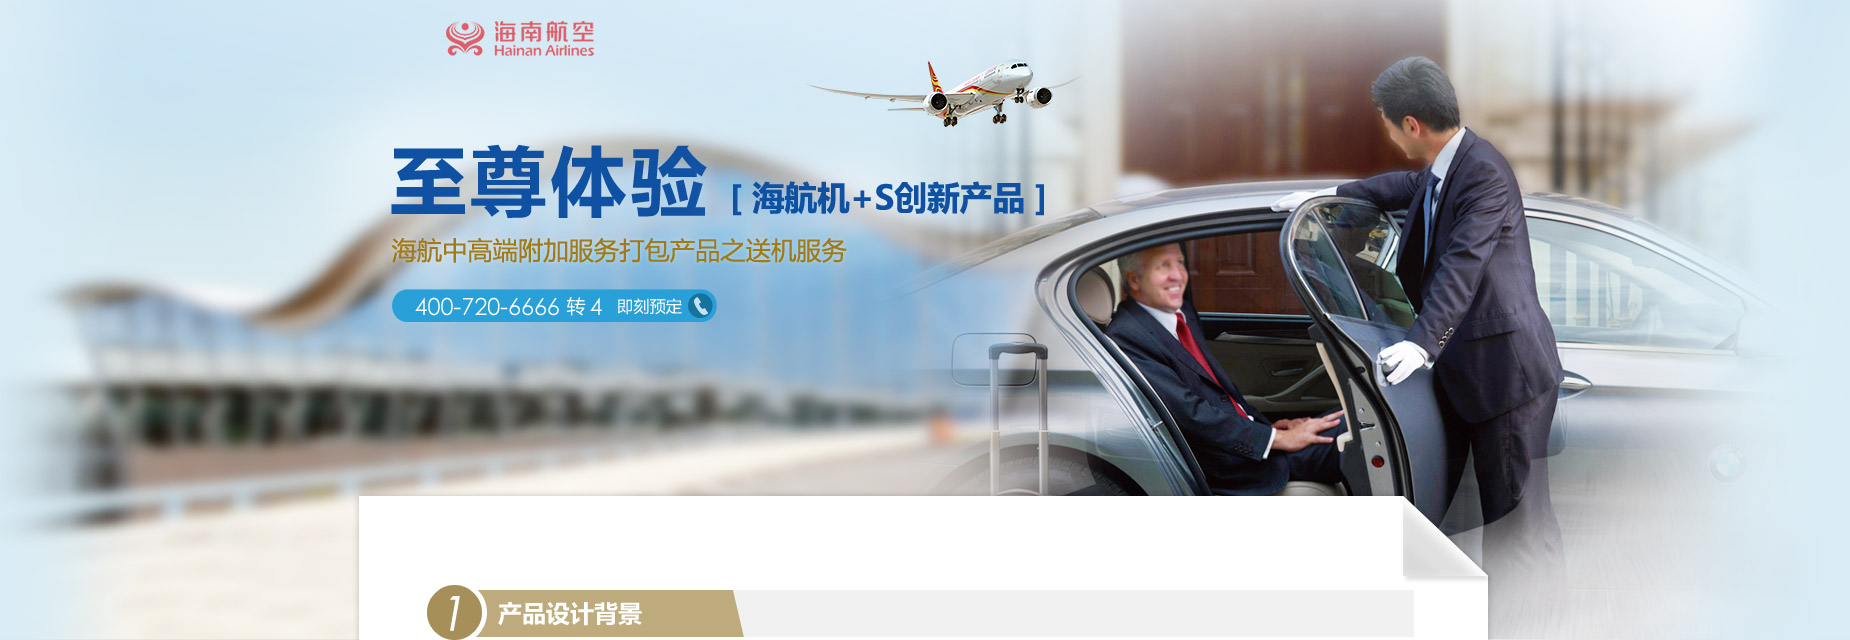 海南航空
Hainan Airlines
至尊体验 [ 海航机+S创新产品 ]
海航中高端附加服务打包产品之送机服务
400-720-6666 转 4 即刻预定
1 产品设计背景